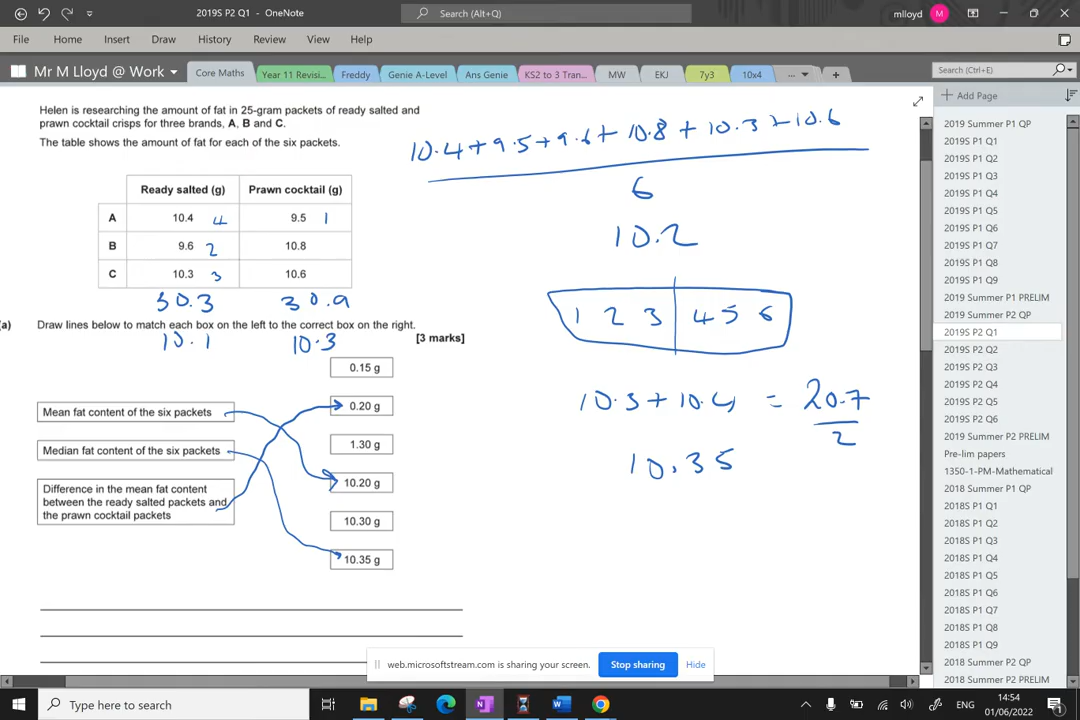 2019S P2 Q1 - OneNote
Search (Alt+Q)
mlloyd
M
File Home Insert Draw History Review View Help
Mr M Lloyd @ Work
Core Maths
Year 11 Revisi...
Freddy
Genie A-Level
Ans Genie
KS2 to 3 Tran...
MW
EKJ
7y3
10x4
...
+
Search (Ctrl+E)
Helen is researching the amount of fat in 25-gram packets of ready salted and
prawn cocktail crisps for three brands, A, B and C.
The table shows the amount of fat for each of the six packets.
Ready salted (g) Prawn cocktail (g)
A 10.4 4 9.5 1
B 9.6 2 10.8
C 10.3 3 10.6
30.3 30.9
(a) Draw lines below to match each box on the left to the correct box on the right.
10.1 10.3
[3 marks]
0.15 g
Mean fat content of the six packets
0.20 g
Median fat content of the six packets
1.30 g
Difference in the mean fat content
between the ready salted packets and
the prawn cocktail packets
10.20 g
10.30 g
10.35 g
10.4+9.5+9.6+10.8+10.3+10.6
6
10.2
1 2 3 4 5 6
10.3+10.4 = 20.7
2
10.35
Add Page
2019 Summer P1 QP
2019S P1 Q1
2019S P1 Q2
2019S P1 Q3
2019S P1 Q4
2019S P1 Q5
2019S P1 Q6
2019S P1 Q7
2019S P1 Q8
2019S P1 Q9
2019 Summer P1 PRELIM
2019 Summer P2 QP
2019S P2 Q1
2019S P2 Q2
2019S P2 Q3
2019S P2 Q4
2019S P2 Q5
2019S P2 Q6
2019 Summer P2 PRELIM
Pre-lim papers
1350-1-PM-Mathematical
2018 Summer P1 QP
2018S P1 Q1
2018S P1 Q2
2018S P1 Q3
2018S P1 Q4
2018S P1 Q5
2018S P1 Q6
2018S P1 Q7
2018S P1 Q8
2018S P1 Q9
2018 Summer P2 QP
2018 Summer P1 PRELIM
web.microsoftstream.com is sharing your screen.
Stop sharing
Hide
Type here to search
ENG
14:54
01/06/2022